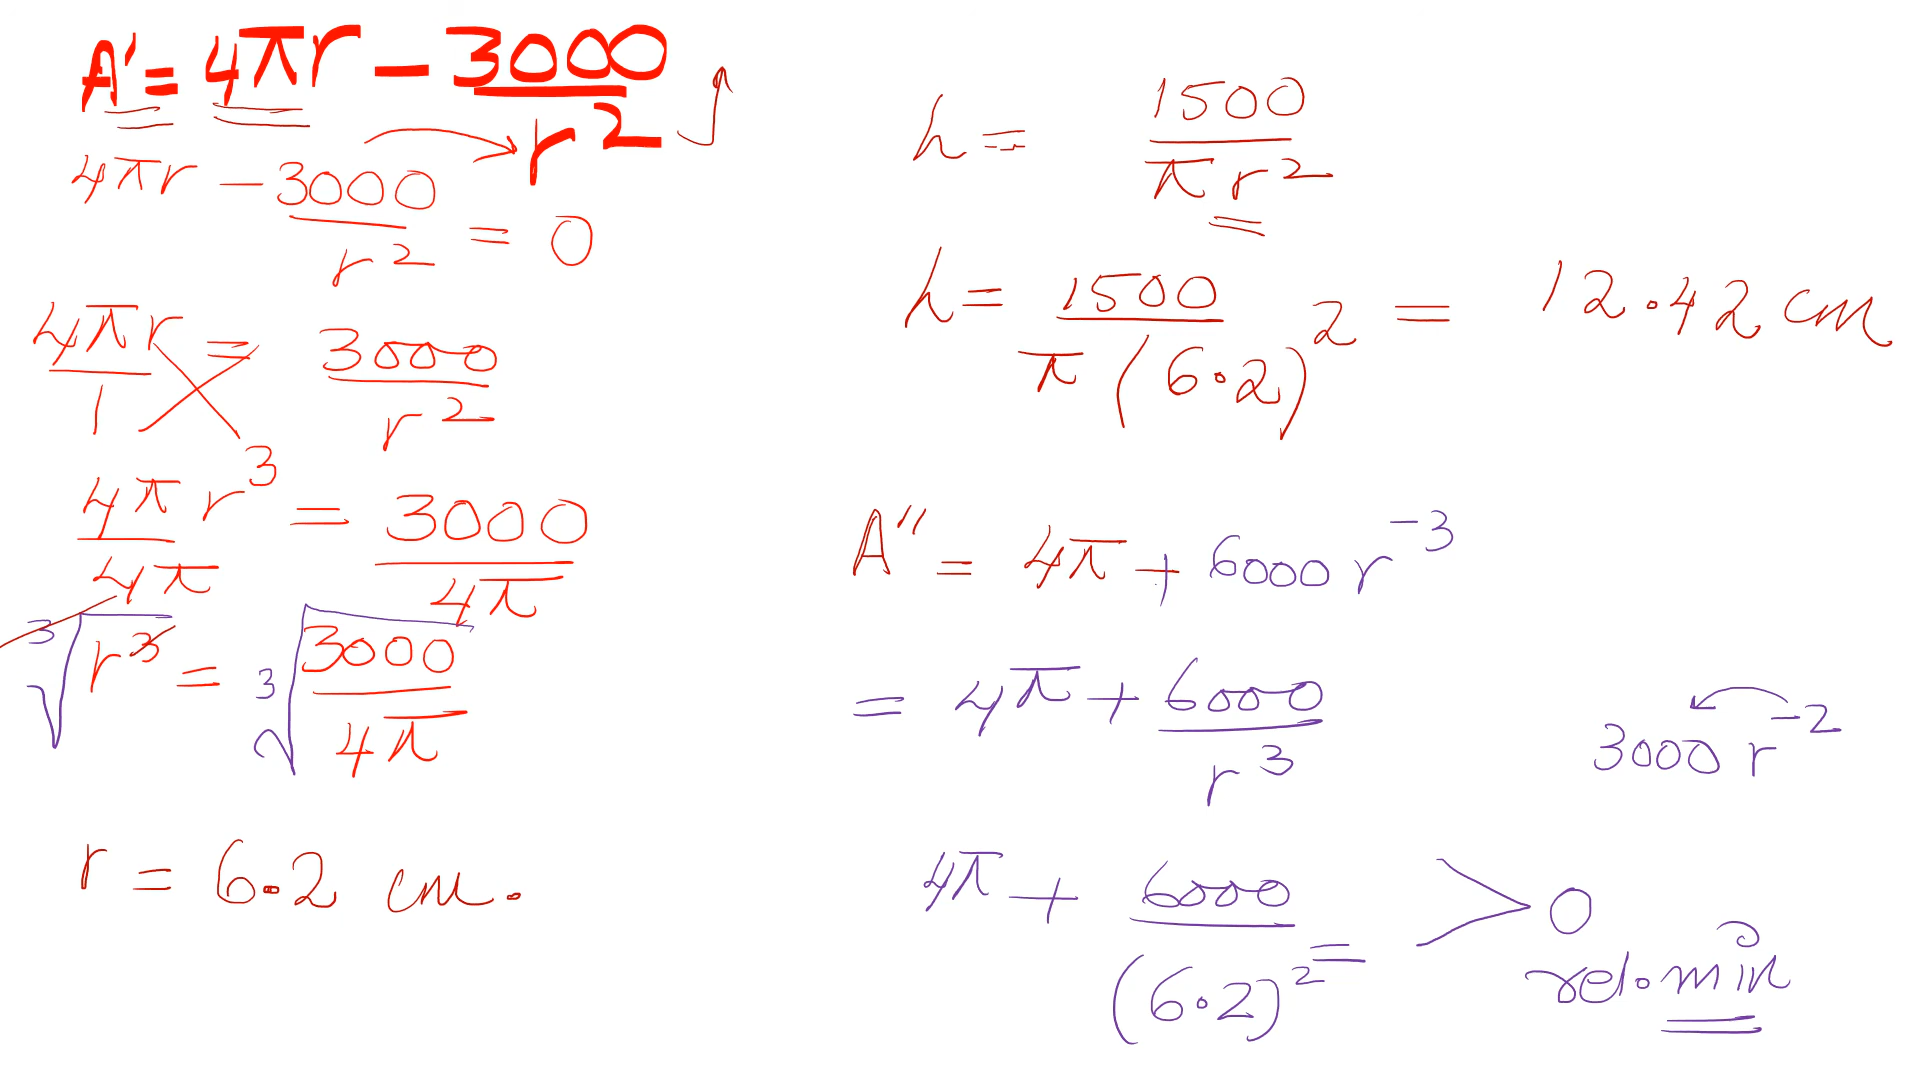 A' = 4πr - 3000/r²
4πr - 3000/r² = 0
4πr/1 = 3000/r²
4πr³/4π = 3000/4π
∛r³ = ∛(3000/4π)
r = 6.2 cm.
h = 1500/πr²
h = 1500/π(6.2)² = 12.42 cm
A'' = 4π + 6000r⁻³
= 4π + 6000/r³
3000r⁻²
4π + 6000/(6.2)² > 0
rel. min